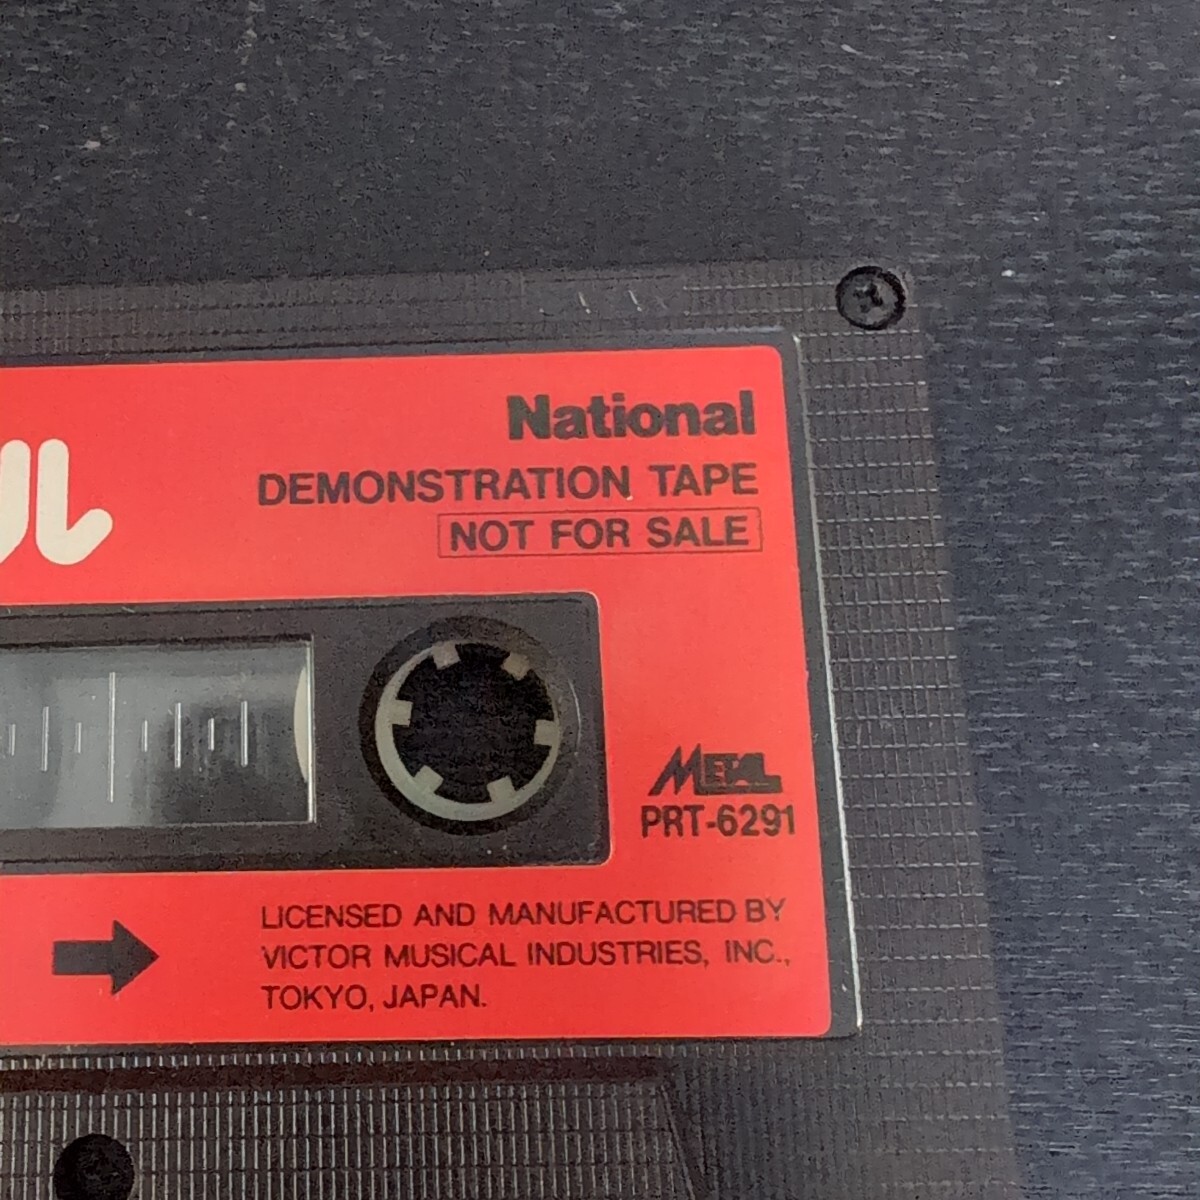 ル
National
DEMONSTRATION TAPE
NOT FOR SALE
METAL
PRT-6291
LICENSED AND MANUFACTURED BY
VICTOR MUSICAL INDUSTRIES, INC.,
TOKYO, JAPAN.